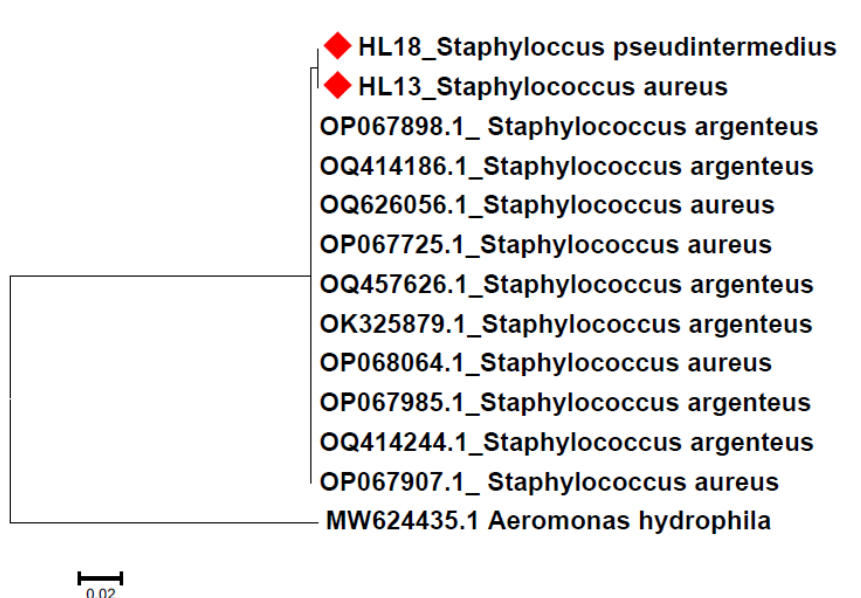 HL18_Staphyloccus pseudintermedius
HL13_Staphylococcus aureus
OP067898.1_ Staphylococcus argenteus
OQ414186.1_Staphylococcus argenteus
OQ626056.1_Staphylococcus aureus
OP067725.1_Staphylococcus aureus
OQ457626.1_Staphylococcus argenteus
OK325879.1_Staphylococcus argenteus
OP068064.1_Staphylococcus aureus
OP067985.1_Staphylococcus argenteus
OQ414244.1_Staphylococcus argenteus
OP067907.1_ Staphylococcus aureus
MW624435.1 Aeromonas hydrophila
0.02